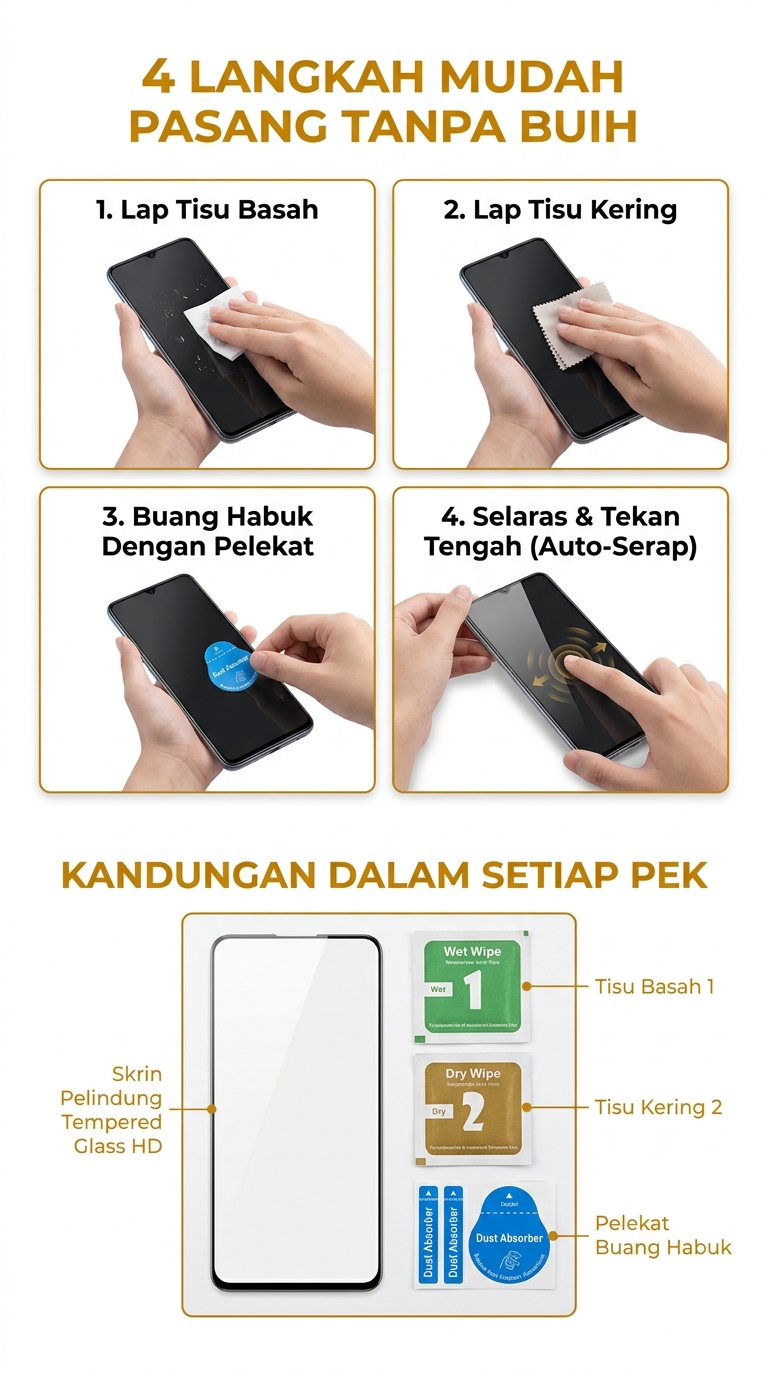 4 LANGKAH MUDAH
PASANG TANPA BUIH
1. Lap Tisu Basah
2. Lap Tisu Kering
3. Buang Habuk
Dengan Pelekat
Dust Absorber
4. Selaras & Tekan
Tengah (Auto-Serap)
KANDUNGAN DALAM SETIAP PEK
Skrin
Pelindung
Tempered
Glass HD
Wet Wipe
Wet
1
Tisu Basah 1
Dry Wipe
Dry
2
Tisu Kering 2
Dust Absorber
Dust Absorber
Dust Absorber
Pelekat
Buang Habuk